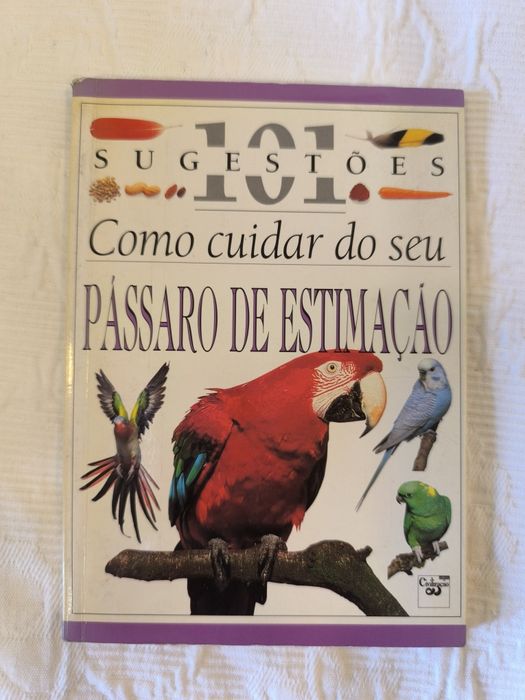 101
SUGESTÕES
Como cuidar do seu
PÁSSARO DE ESTIMAÇÃO
Civilização